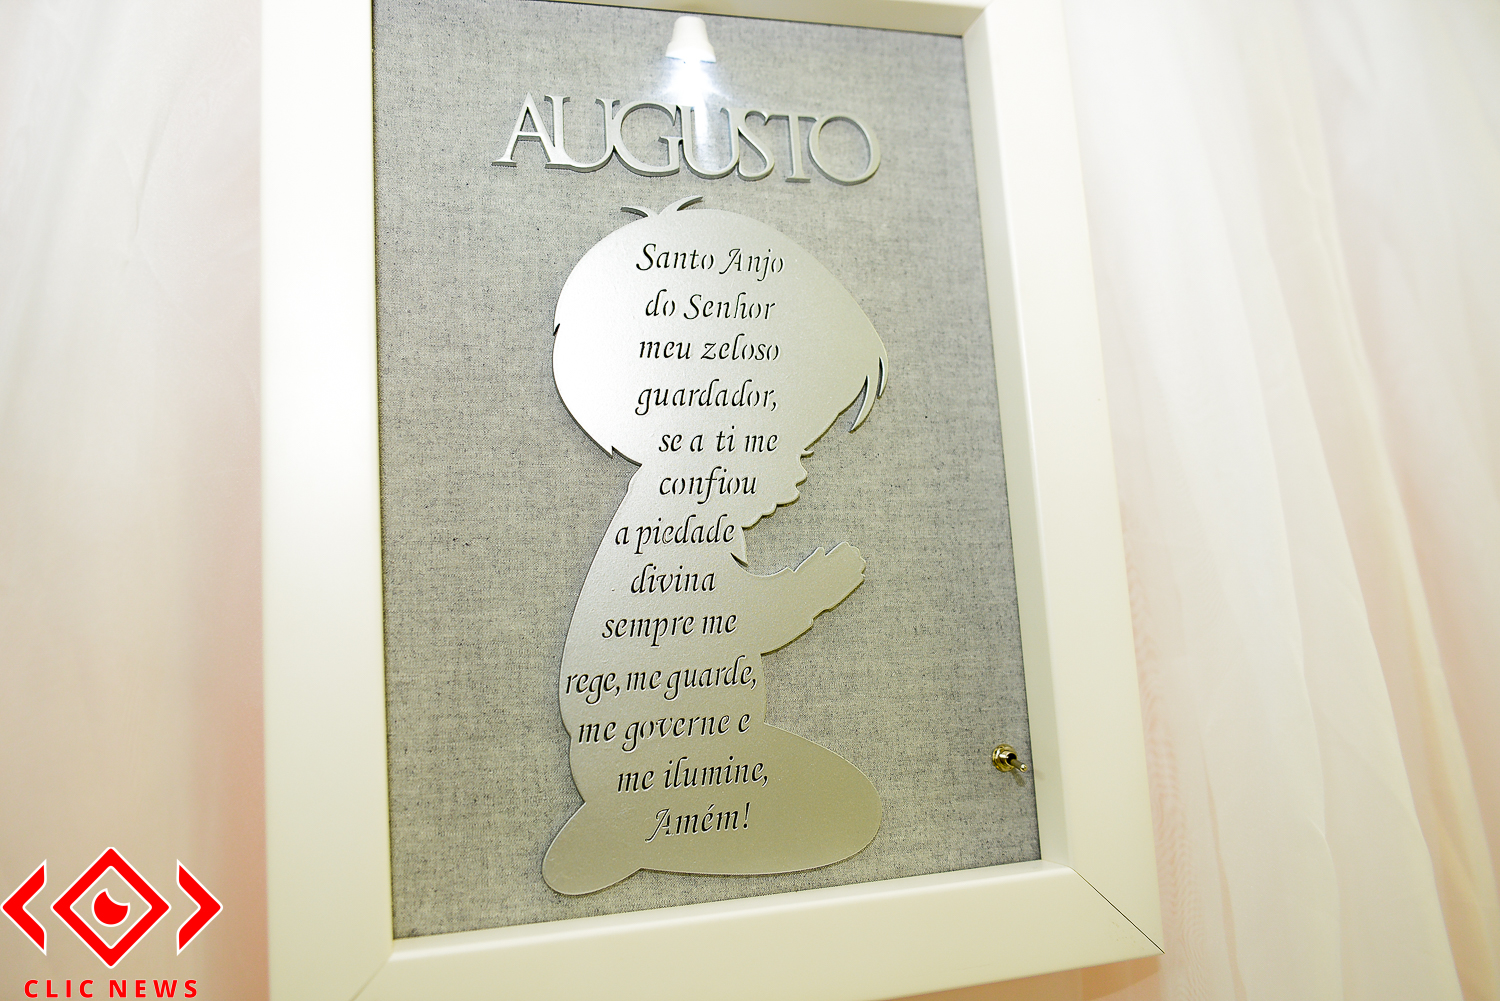 AUGUSTO
Santo Anjo
do Senhor
meu zeloso
guardador,
se a ti me
confiou
a piedade
divina
sempre me
rege, me guarde,
me governe e
me ilumine,
Amém!
CLIC NEWS